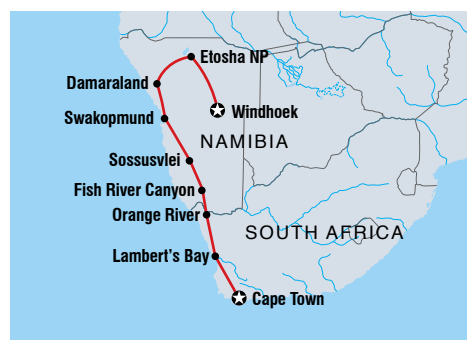 Etosha NP
Damaraland
Windhoek
Swakopmund
NAMIBIA
Sossusvlei
Fish River Canyon
Orange River
SOUTH AFRICA
Lambert's Bay
Cape Town